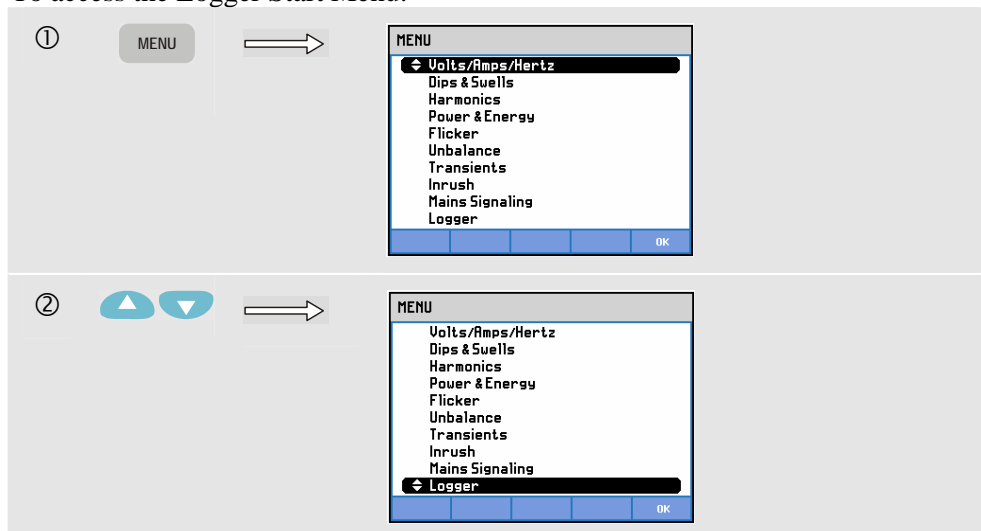 To access the Logger Start Menu:
①
MENU
MENU
Volts/Amps/Hertz
Dips & Swells
Harmonics
Power & Energy
Flicker
Unbalance
Transients
Inrush
Mains Signaling
Logger
OK
②
MENU
Volts/Amps/Hertz
Dips & Swells
Harmonics
Power & Energy
Flicker
Unbalance
Transients
Inrush
Mains Signaling
Logger
OK